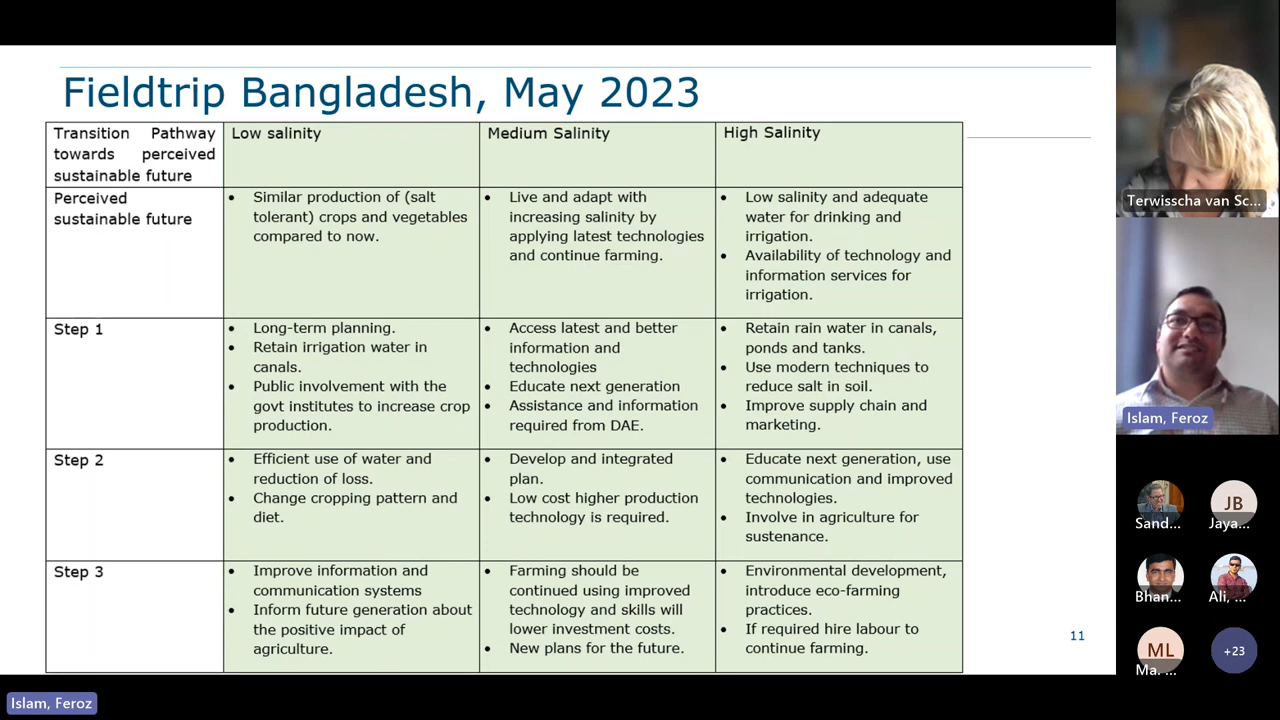 Fieldtrip Bangladesh, May 2023
Transition Pathway
towards perceived
sustainable future
Low salinity
Medium Salinity
High Salinity
Perceived
sustainable future
• Similar production of (salt
tolerant) crops and vegetables
compared to now.
• Live and adapt with
increasing salinity by
applying latest technologies
and continue farming.
• Low salinity and adequate
water for drinking and
irrigation.
• Availability of technology and
information services for
irrigation.
Step 1
• Long-term planning.
• Retain irrigation water in
canals.
• Public involvement with the
govt institutes to increase crop
production.
• Access latest and better
information and
technologies
• Educate next generation
• Assistance and information
required from DAE.
• Retain rain water in canals,
ponds and tanks.
• Use modern techniques to
reduce salt in soil.
• Improve supply chain and
marketing.
Step 2
• Efficient use of water and
reduction of loss.
• Change cropping pattern and
diet.
• Develop and integrated
plan.
• Low cost higher production
technology is required.
• Educate next generation, use
communication and improved
technologies.
• Involve in agriculture for
sustenance.
Step 3
• Improve information and
communication systems
• Inform future generation about
the positive impact of
agriculture.
• Farming should be
continued using improved
technology and skills will
lower investment costs.
• New plans for the future.
• Environmental development,
introduce eco-farming
practices.
• If required hire labour to
continue farming.
11
Terwisscha van Sc...
Islam, Feroz
Sand...
JB
Jaya...
Bhan...
Ali, ...
ML
Ma. ...
+23
Islam, Feroz